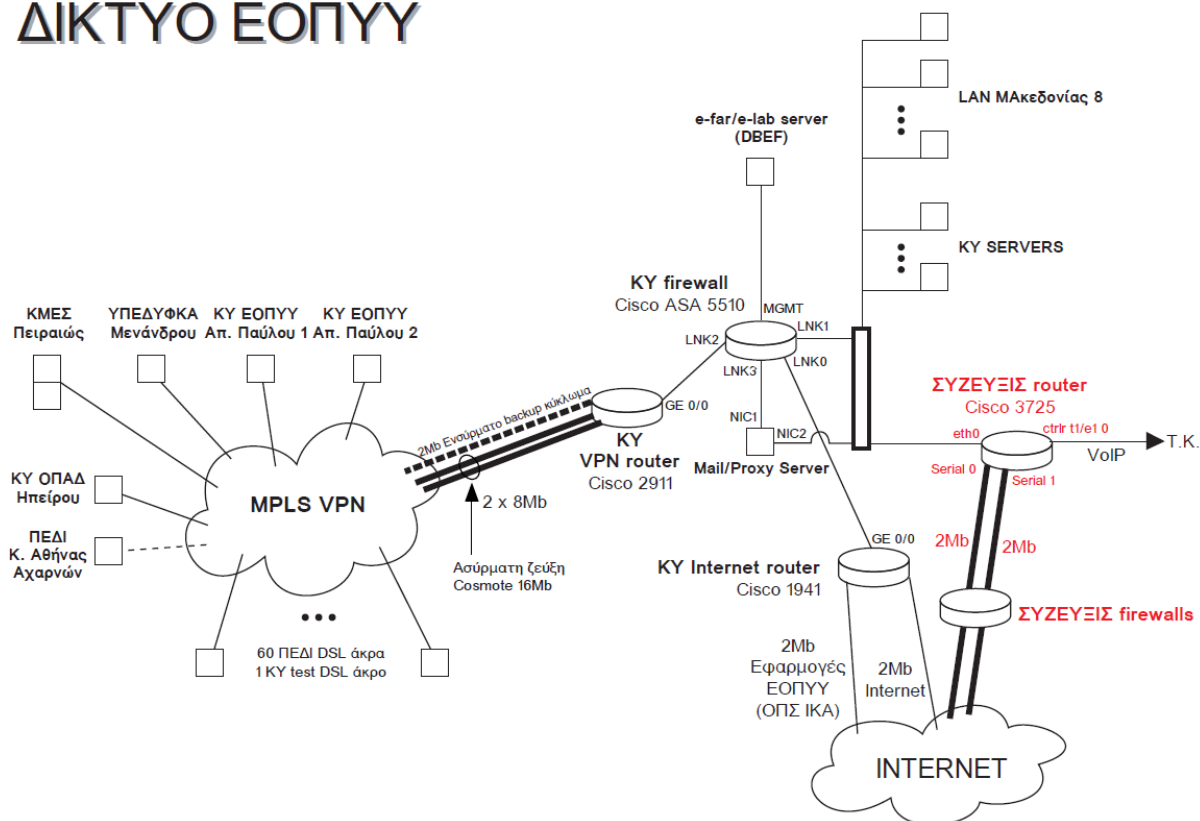 ΔΙΚΤΥΟ ΕΟΠΥΥ
LAN ΜΑκεδονίας 8
e-far/e-lab server
(DBEF)
KY SERVERS
KY firewall
Cisco ASA 5510
MGMT
LNK1
LNK2
LNK0
LNK3
ΚΜΕΣ
Πειραιώς
ΥΠΕΔΥΦΚΑ
Μενάνδρου
ΚΥ ΕΟΠΥΥ
Απ. Παύλου 1
ΚΥ ΕΟΠΥΥ
Απ. Παύλου 2
2Mb Ενσύρματο backup κύκλωμα
GE 0/0
KY
VPN router
Cisco 2911
NIC1
NIC2
Mail/Proxy Server
ΣΥΖΕΥΞΙΣ router
Cisco 3725
eth0
ctrlr t1/e1 0
VoIP
Τ.Κ.
Serial 0
Serial 1
ΚΥ ΟΠΑΔ
Ηπείρου
MPLS VPN
2 x 8Mb
ΠΕΔΙ
Κ. Αθήνας
Αχαρνών
Ασύρματη ζεύξη
Cosmote 16Mb
2Mb
2Mb
GE 0/0
KY Internet router
Cisco 1941
ΣΥΖΕΥΞΙΣ firewalls
60 ΠΕΔΙ DSL άκρα
1 KY test DSL άκρο
2Mb
Εφαρμογές
ΕΟΠΥΥ
(ΟΠΣ ΙΚΑ)
2Mb
Internet
INTERNET